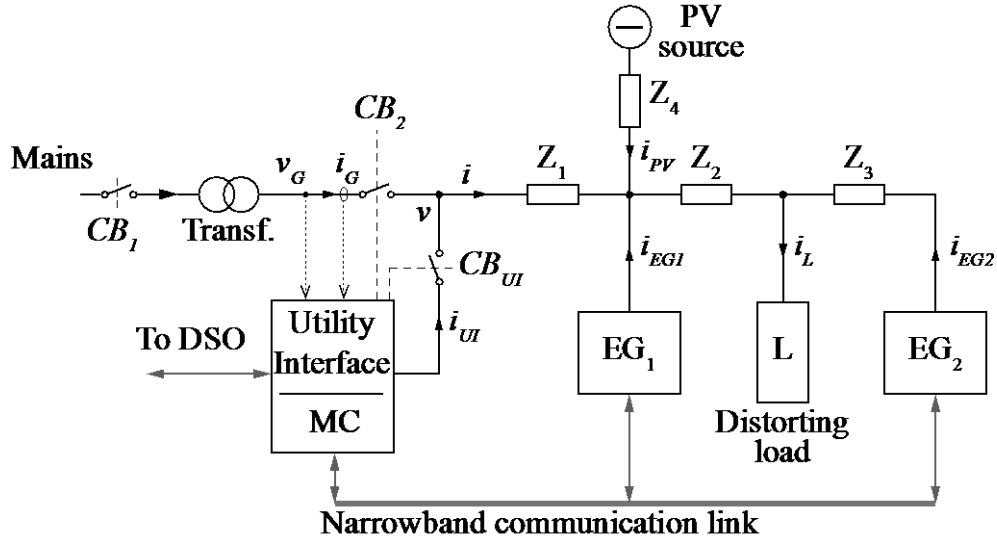 PV
source
Z4
CB2
Mains
vG
iG
i
Z1
iPV
Z2
Z3
CB1
Transf.
v
CBUI
iEG1
iL
iEG2
To DSO
Utility
Interface
iUI
EG1
L
EG2
MC
Distorting
load
Narrowband communication link